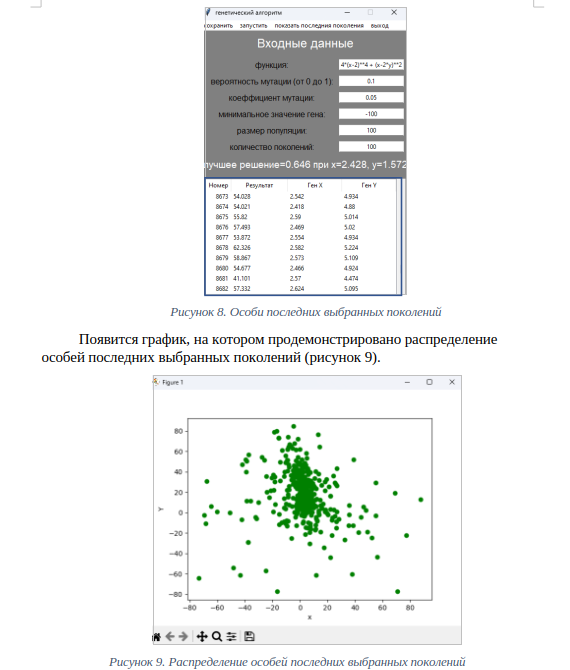 генетический алгоритм
сохранить запустить показать последния поколения выход
Входные данные
функция: 4*(x-2)**4 + (x-2*y)**2
вероятность мутации (от 0 до 1): 0.1
коеффициент мутации: 0.05
минимальное значение гена: -100
размер популяции: 100
количество поколений: 100
лучшее решение=0.646 при x=2.428, y=1.572
Номер Результат Ген X Ген Y
8673 54.028 2.542 4.934
8674 54.021 2.418 4.88
8675 55.82 2.59 5.014
8676 57.493 2.469 5.02
8677 53.872 2.554 4.934
8678 62.326 2.582 5.224
8679 58.867 2.573 5.109
8680 54.677 2.466 4.924
8681 41.101 2.57 4.474
8682 57.332 2.624 5.095
Рисунок 8. Особи последних выбранных поколений
Появится график, на котором продемонстрировано распределение
особей последних выбранных поколений (рисунок 9).
Figure 1
80
60
40
20
0
−20
−40
−60
−80
Y
−80 −60 −40 −20 0 20 40 60 80
X
Рисунок 9. Распределение особей последних выбранных поколений